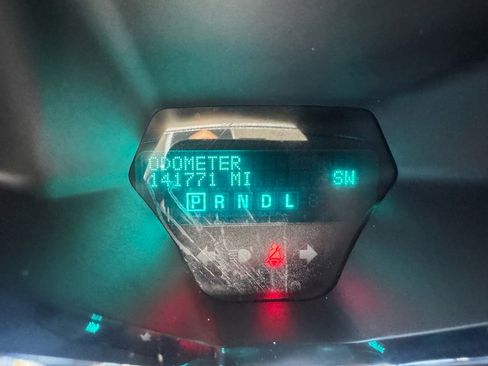 ODOMETER
141771 MI SW
P R N D L